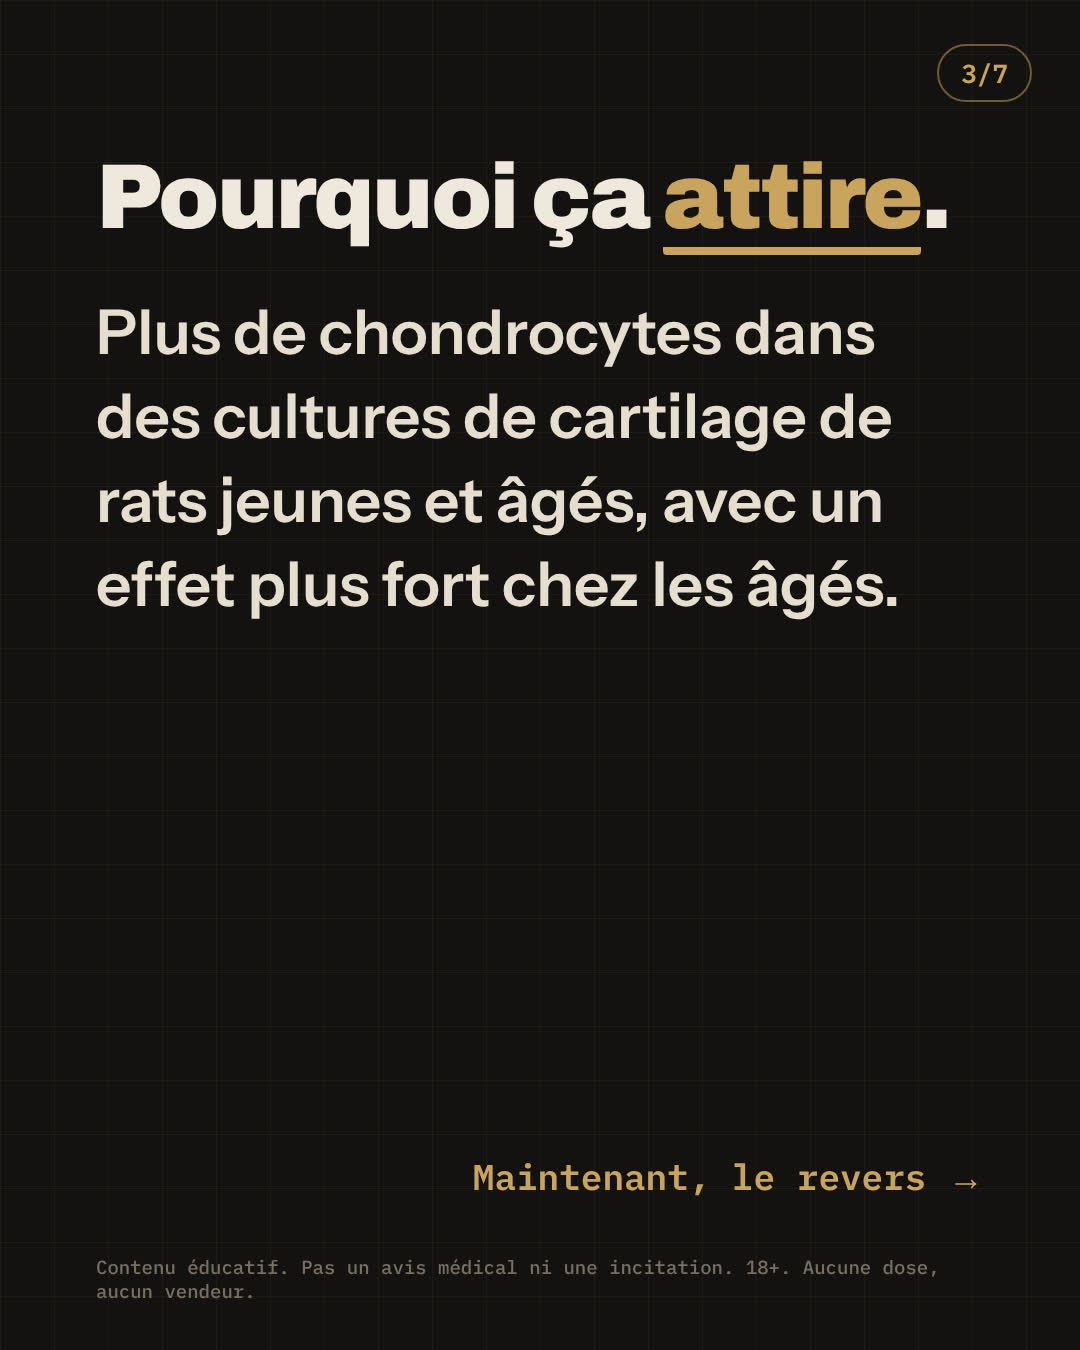 3/7
Pourquoi ça attire.
Plus de chondrocytes dans
des cultures de cartilage de
rats jeunes et âgés, avec un
effet plus fort chez les âgés.
Maintenant, le revers →
Contenu éducatif. Pas un avis médical ni une incitation. 18+. Aucune dose,
aucun vendeur.